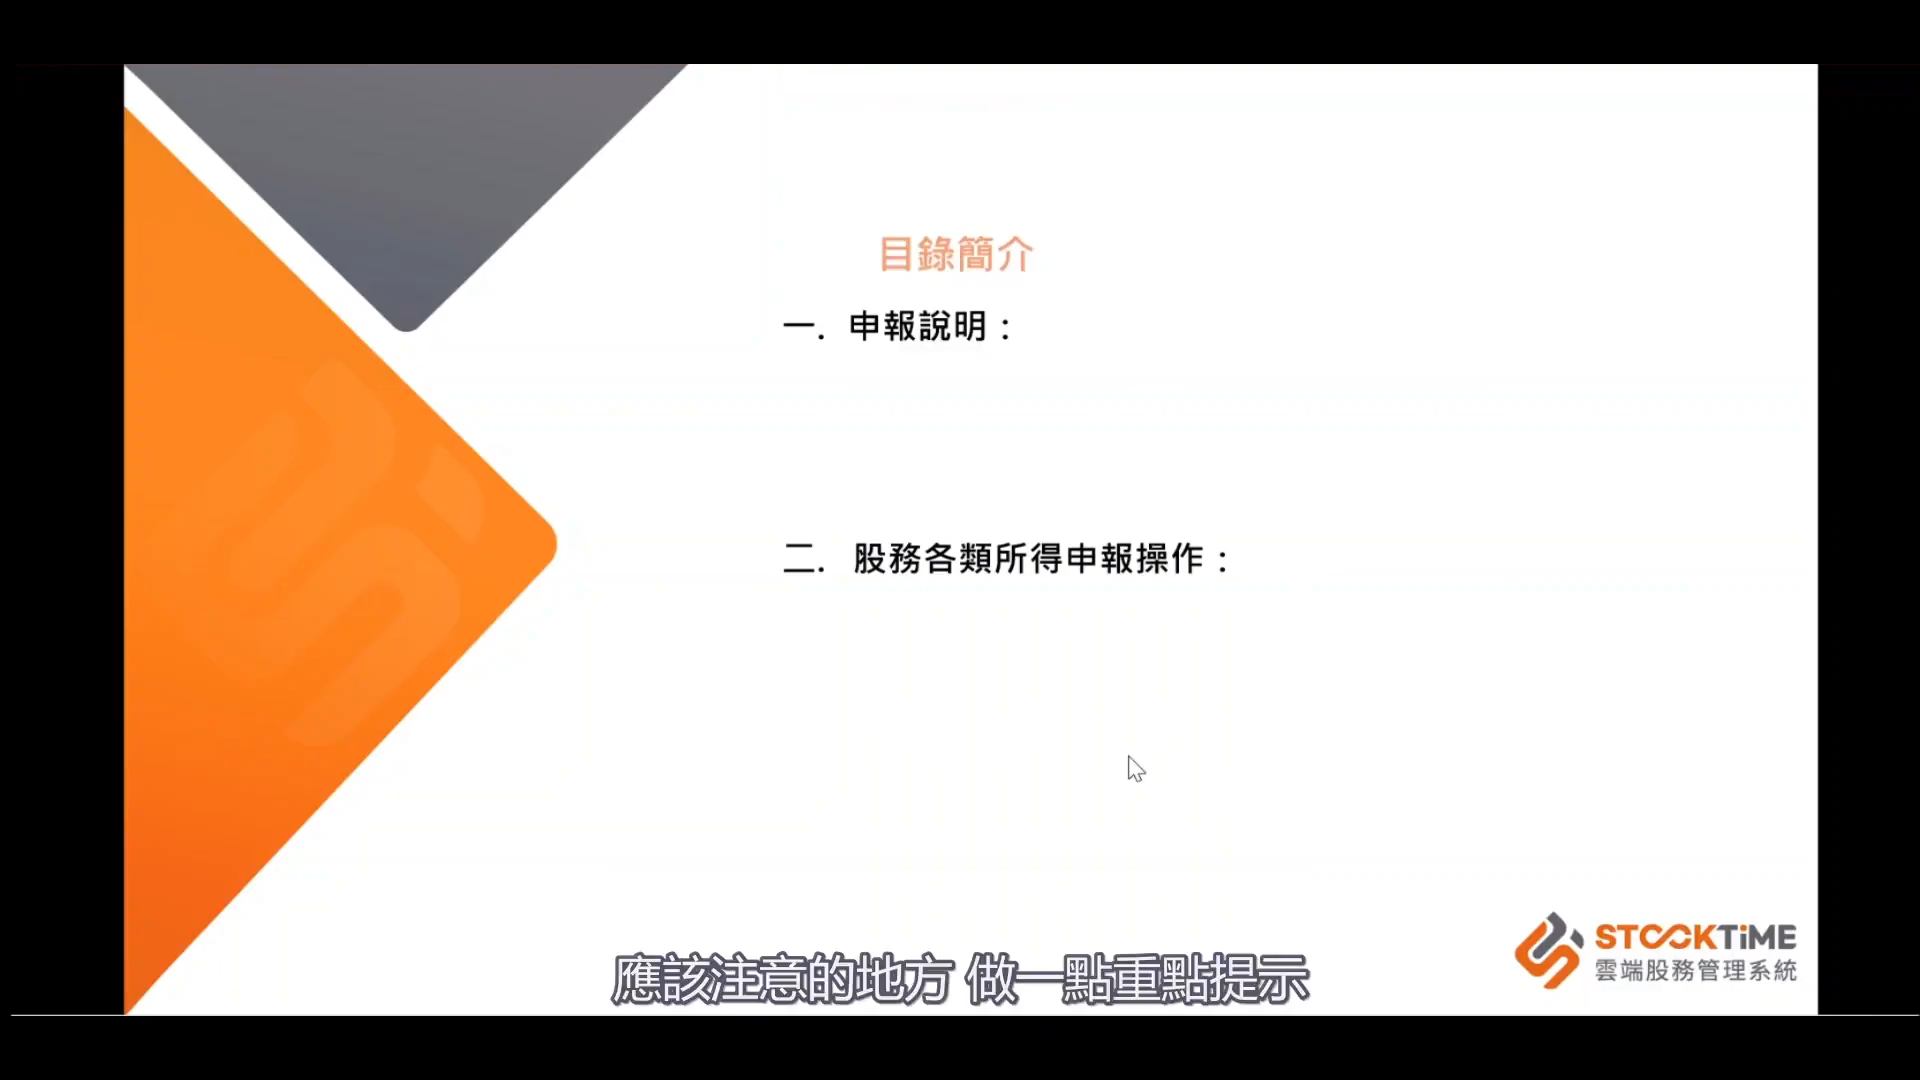 目錄簡介
一. 申報說明：
二. 股務各類所得申報操作：
STOCKTiME
雲端股務管理系統
應該注意的地方 做一點重點提示